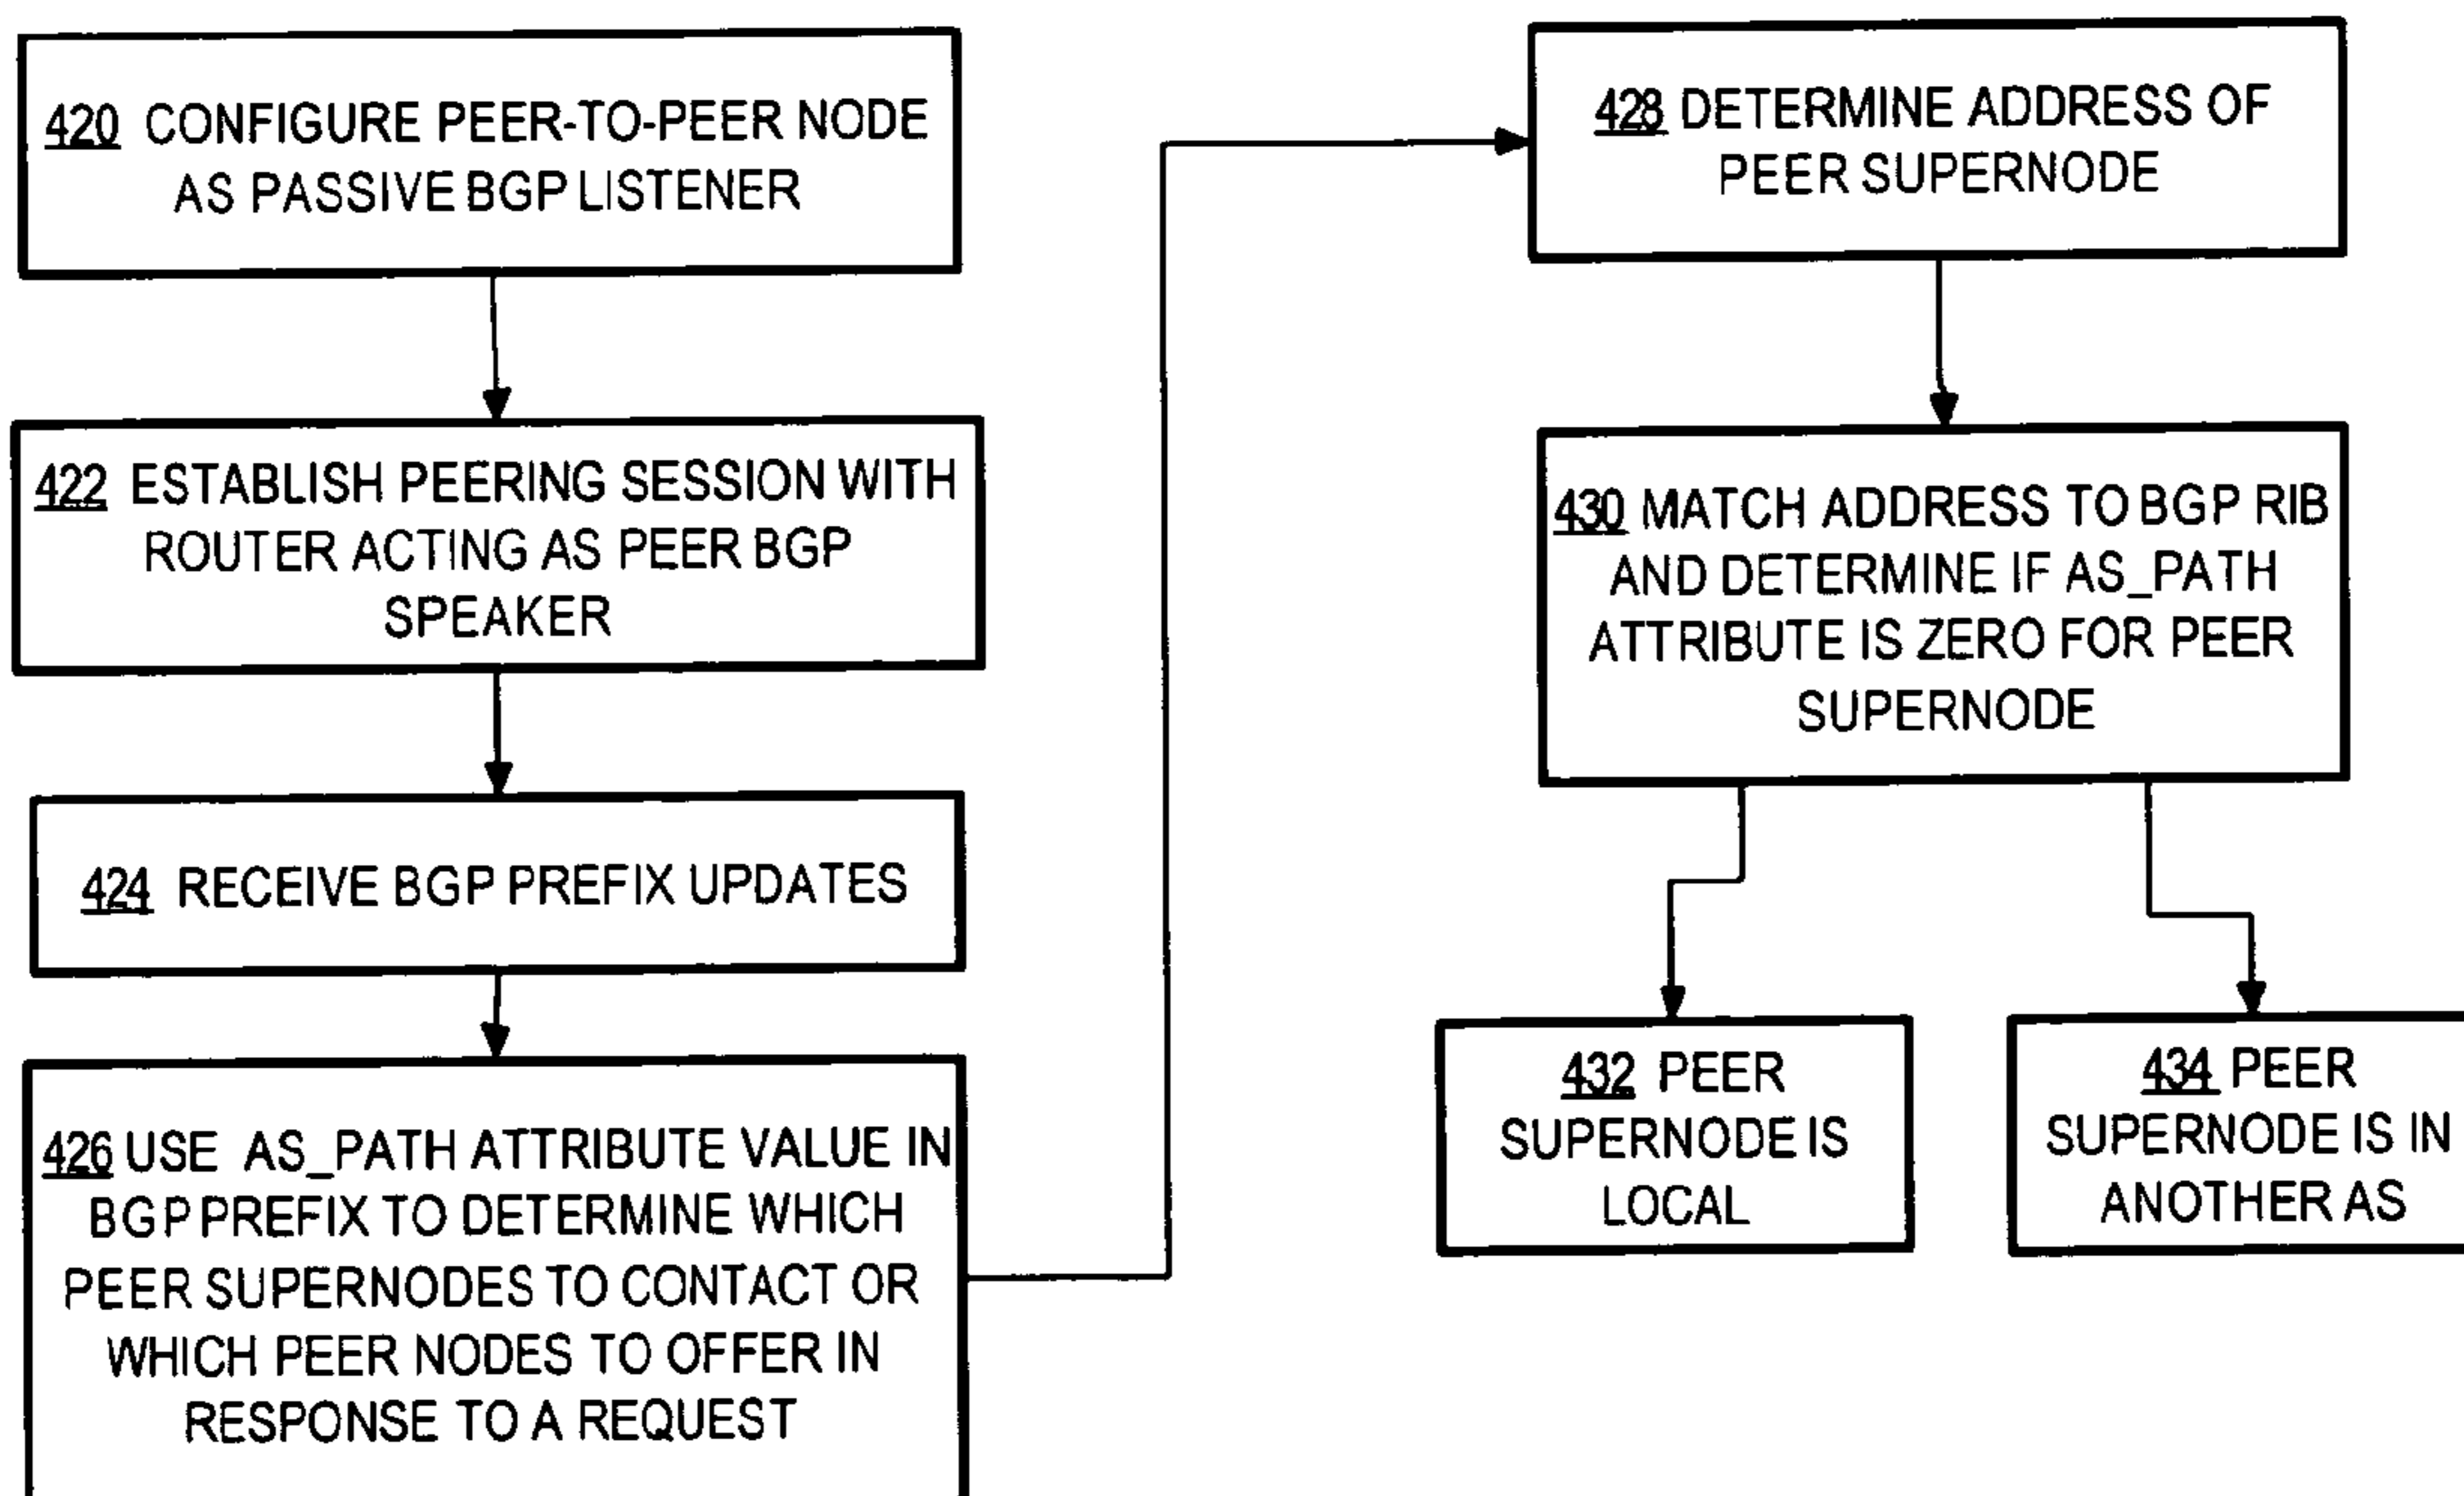 420 CONFIGURE PEER-TO-PEER NODE
AS PASSIVE BGP LISTENER
422 ESTABLISH PEERING SESSION WITH
ROUTER ACTING AS PEER BGP
SPEAKER
424 RECEIVE BGP PREFIX UPDATES
426 USE AS_PATH ATTRIBUTE VALUE IN
BGP PREFIX TO DETERMINE WHICH
PEER SUPERNODES TO CONTACT OR
WHICH PEER NODES TO OFFER IN
RESPONSE TO A REQUEST
428 DETERMINE ADDRESS OF
PEER SUPERNODE
430 MATCH ADDRESS TO BGP RIB
AND DETERMINE IF AS_PATH
ATTRIBUTE IS ZERO FOR PEER
SUPERNODE
432 PEER
SUPERNODE IS
LOCAL
434 PEER
SUPERNODE IS IN
ANOTHER AS